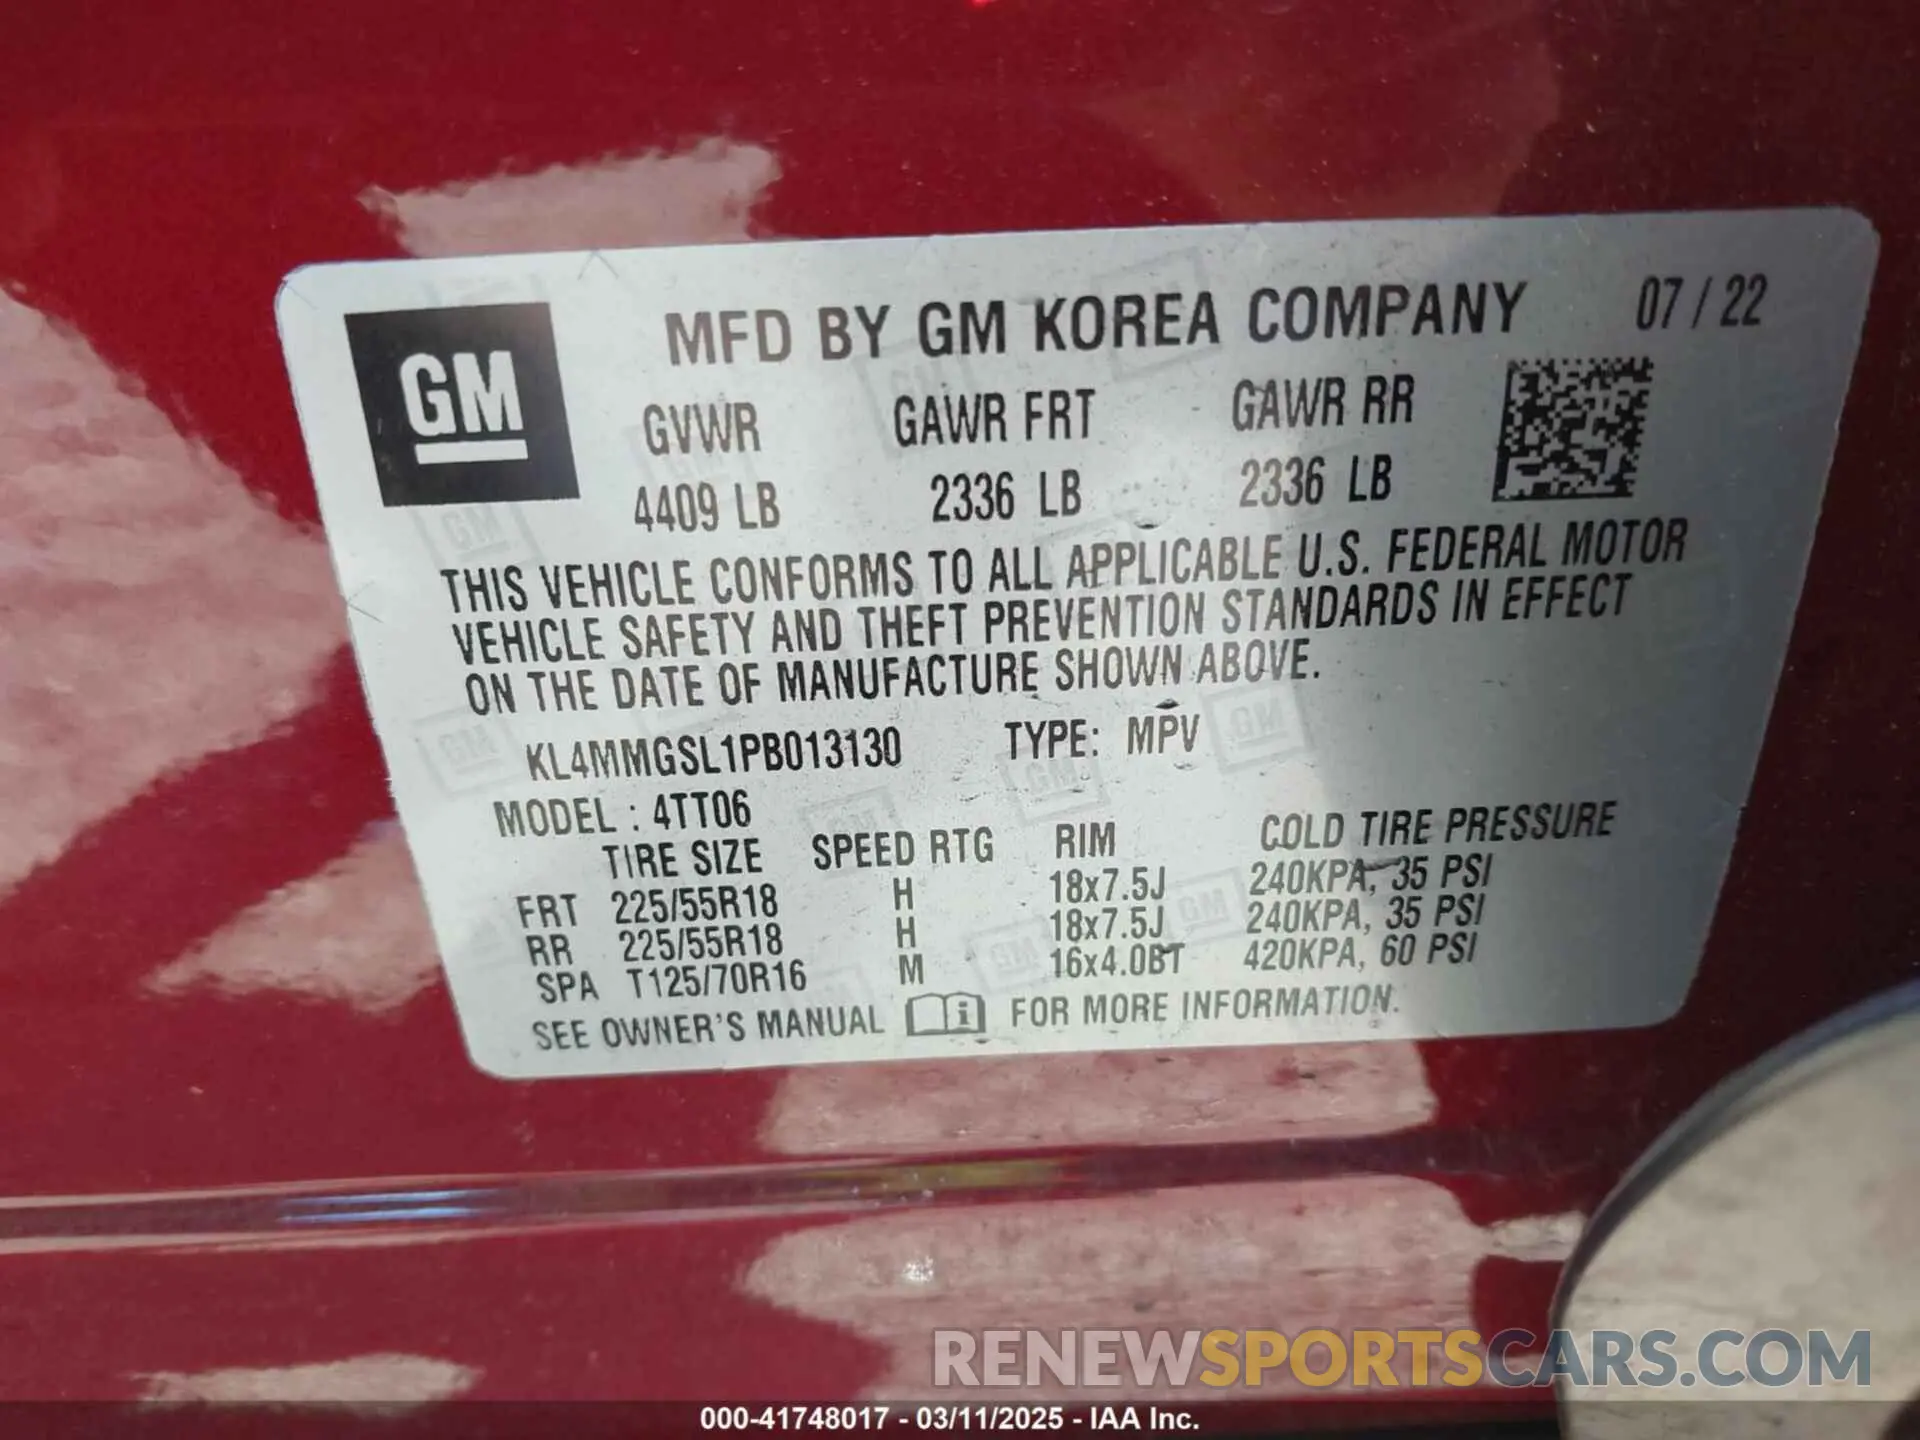 GM
MFD BY GM KOREA COMPANY 07 / 22
GVWR GAWR FRT GAWR RR
4409 LB 2336 LB 2336 LB
THIS VEHICLE CONFORMS TO ALL APPLICABLE U.S. FEDERAL MOTOR
VEHICLE SAFETY AND THEFT PREVENTION STANDARDS IN EFFECT
ON THE DATE OF MANUFACTURE SHOWN ABOVE.
KL4MMGSL1PB013130 TYPE: MPV
MODEL : 4TT06
TIRE SIZE SPEED RTG RIM COLD TIRE PRESSURE
FRT 225/55R18 H 18x7.5J 240KPA, 35 PSI
RR 225/55R18 H 18x7.5J 240KPA, 35 PSI
SPA T125/70R16 M 16x4.0BT 420KPA, 60 PSI
SEE OWNER'S MANUAL FOR MORE INFORMATION.
RENEWSPORTSCARS.COM
000-41748017 - 03/11/2025 - IAA Inc.